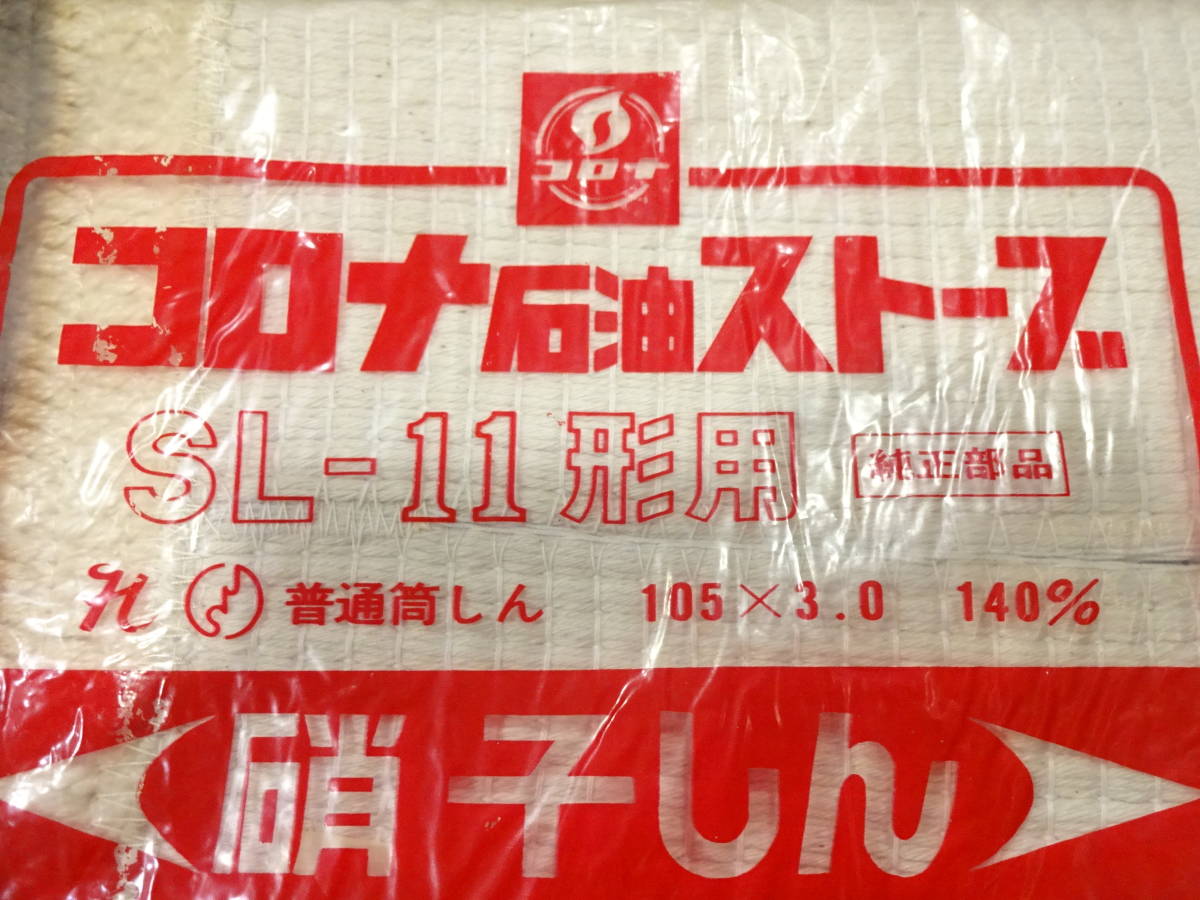 コロナ
コロナ石油ストーブ
SL-11形用 純正部品
普通筒しん 105×3.0 140%
硝子しん